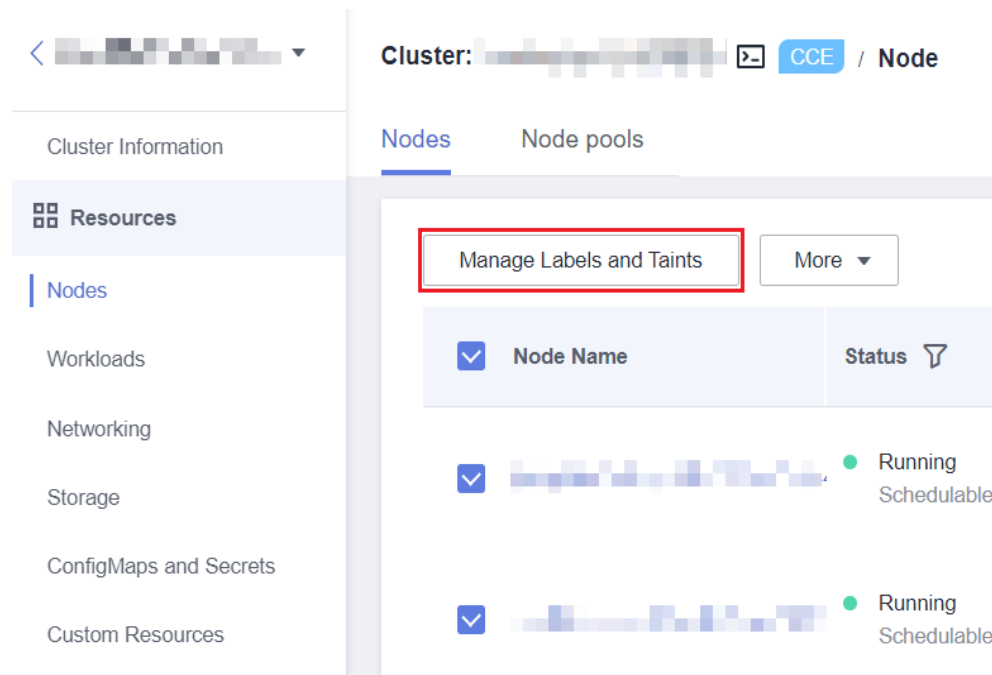 Cluster: CCE / Node
Cluster Information
Nodes Node pools
Resources
Manage Labels and Taints More
Nodes
Node Name Status
Workloads
Networking
Running
Storage
Schedulable
ConfigMaps and Secrets
Running
Custom Resources
Schedulable